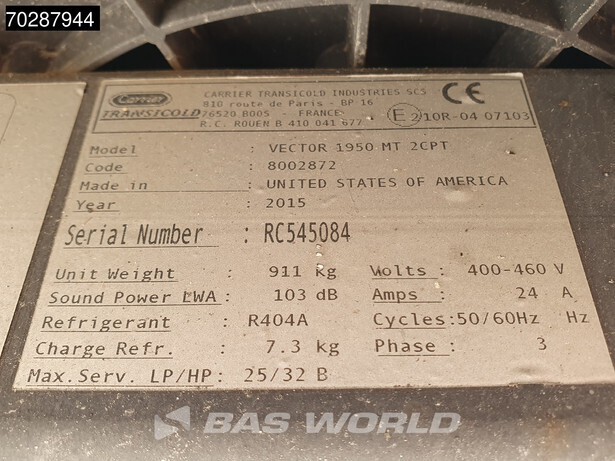 70287944
Carrier
TRANSICOLD
CARRIER TRANSICOLD INDUSTRIES SCS
810 route de Paris - BP 16
76520 BOOS - FRANCE
R.C. ROUEN B 410 041 677
CE
E 2 10R-04 07103
Model : VECTOR 1950 MT 2CPT
Code : 8002872
Made in : UNITED STATES OF AMERICA
Year : 2015
Serial Number : RC545084
Unit Weight : 911 kg
Sound Power LWA: 103 dB
Refrigerant : R404A
Charge Refr. : 7.3 kg
Max.Serv. LP/HP: 25/32 B
Volts : 400-460 V
Amps : 24 A
Cycles:50/60Hz Hz
Phase : 3
BAS WORLD